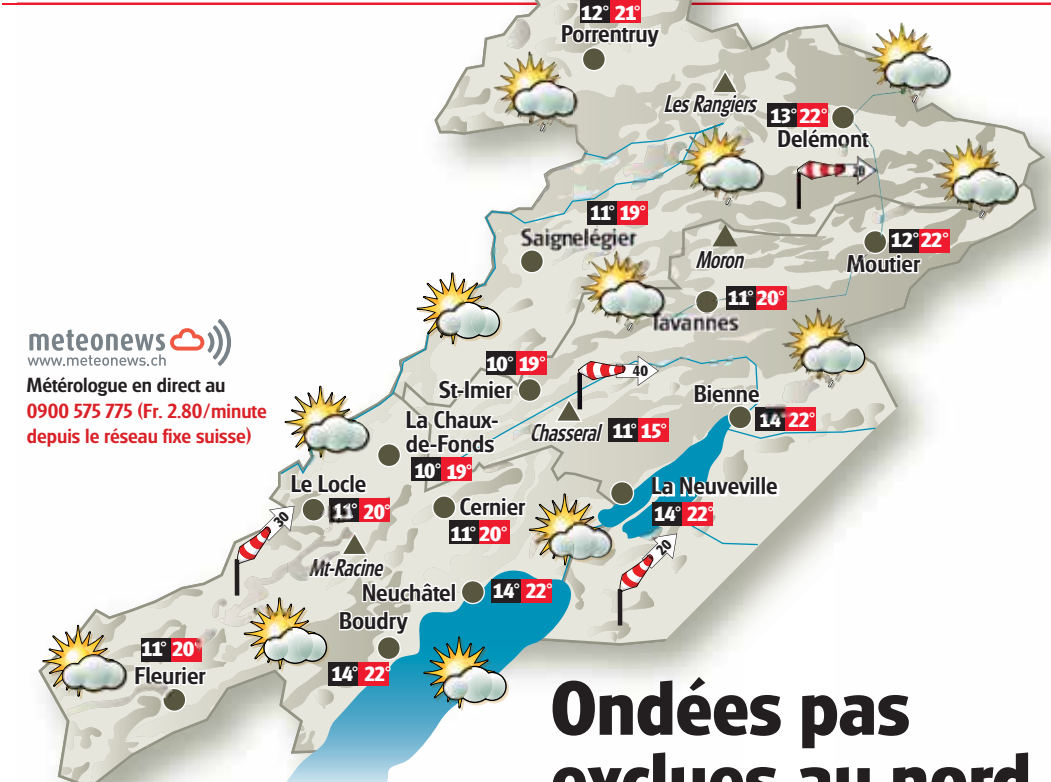 12° 21°
Porrentruy
Les Rangiers
13° 22°
Delémont
20
11° 19°
Saignelégier
Moron
12° 22°
Moutier
11° 20°
Tavannes
meteonews
www.meteonews.ch
Météorologue en direct au
0900 575 775 (Fr. 2.80/minute
depuis le réseau fixe suisse)
10° 19°
St-Imier
40
Bienne
14° 22°
Chasseral 11° 15°
La Chaux-
de-Fonds
10° 19°
Le Locle
11° 20°
30
Cernier
11° 20°
La Neuveville
14° 22°
20
Mt-Racine
Neuchâtel 14° 22°
Boudry
14° 22°
11° 20°
Fleurier
Ondées pas
exclues au nord